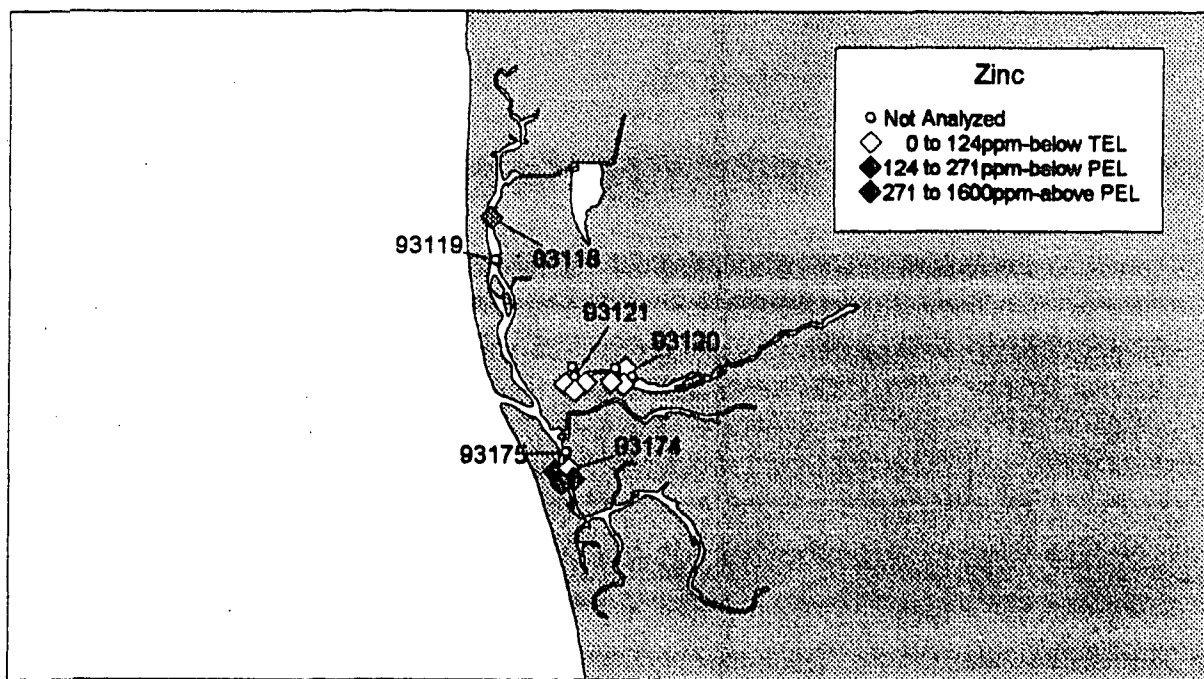 Zinc
Not Analyzed
0 to 124ppm-below TEL
124 to 271ppm-below PEL
271 to 1600ppm-above PEL
93119
93118
93121
93120
93175
93174